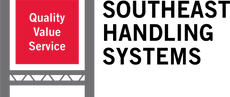 Quality
Value
Service
SOUTHEAST
HANDLING
SYSTEMS